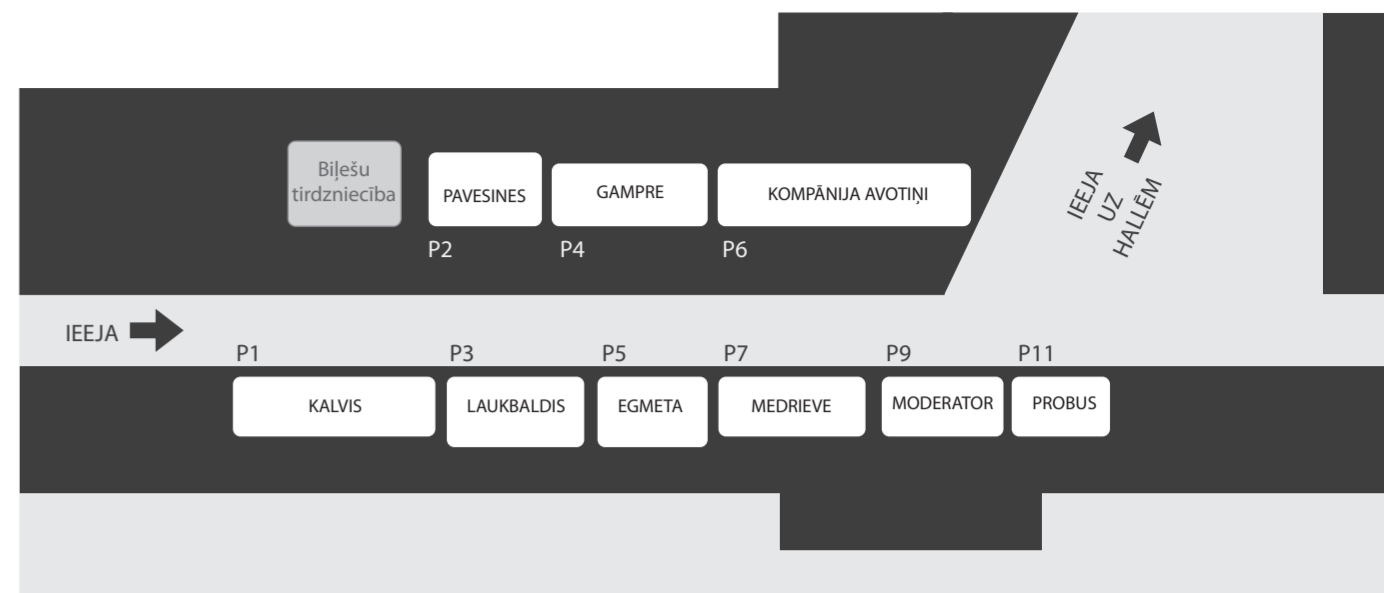 Biļešu
tirdzniecība
PAVESINES
GAMPRE
KOMPĀNIJA AVOTIŅI
P2
P4
P6
IEEJA
UZ
HALLĒM
IEEJA
P1
P3
P5
P7
P9
P11
KALVIS
LAUKBALDIS
EGMETA
MEDRIEVE
MODERATOR
PROBUS